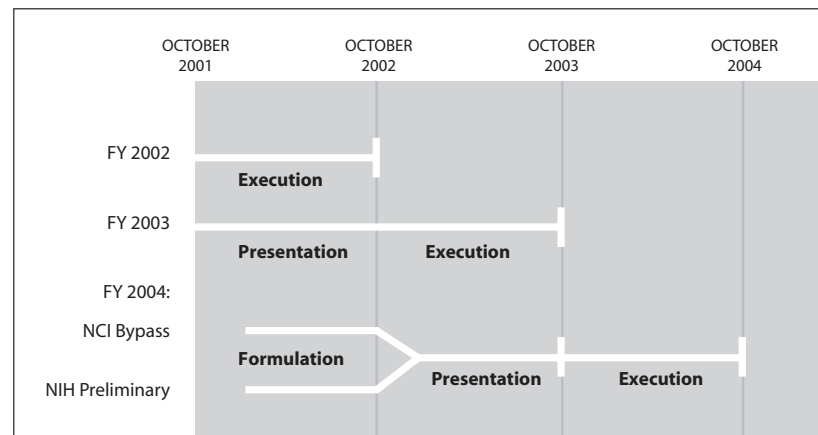 OCTOBER OCTOBER OCTOBER OCTOBER
2001 2002 2003 2004
FY 2002
Execution
FY 2003
Presentation Execution
FY 2004:
NCI Bypass
Formulation
Presentation Execution
NIH Preliminary